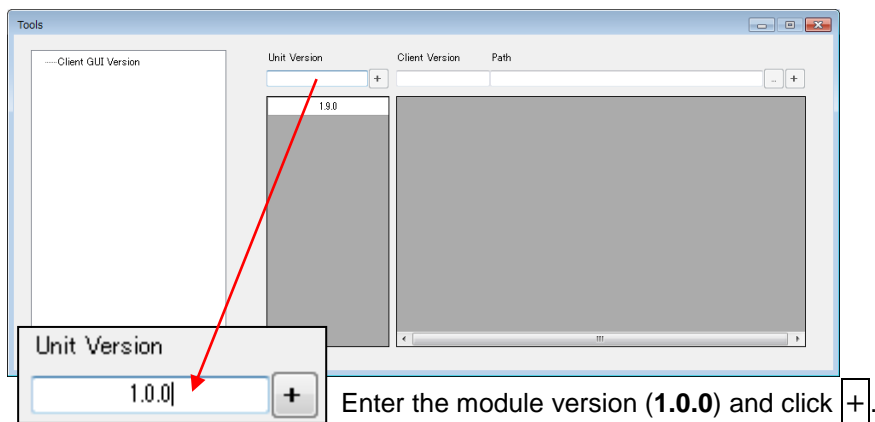 Tools
Client GUI Version
Unit Version
Client Version
Path
+
..
+
1.9.0
Unit Version
1.0.0
+
Enter the module version (1.0.0) and click +.